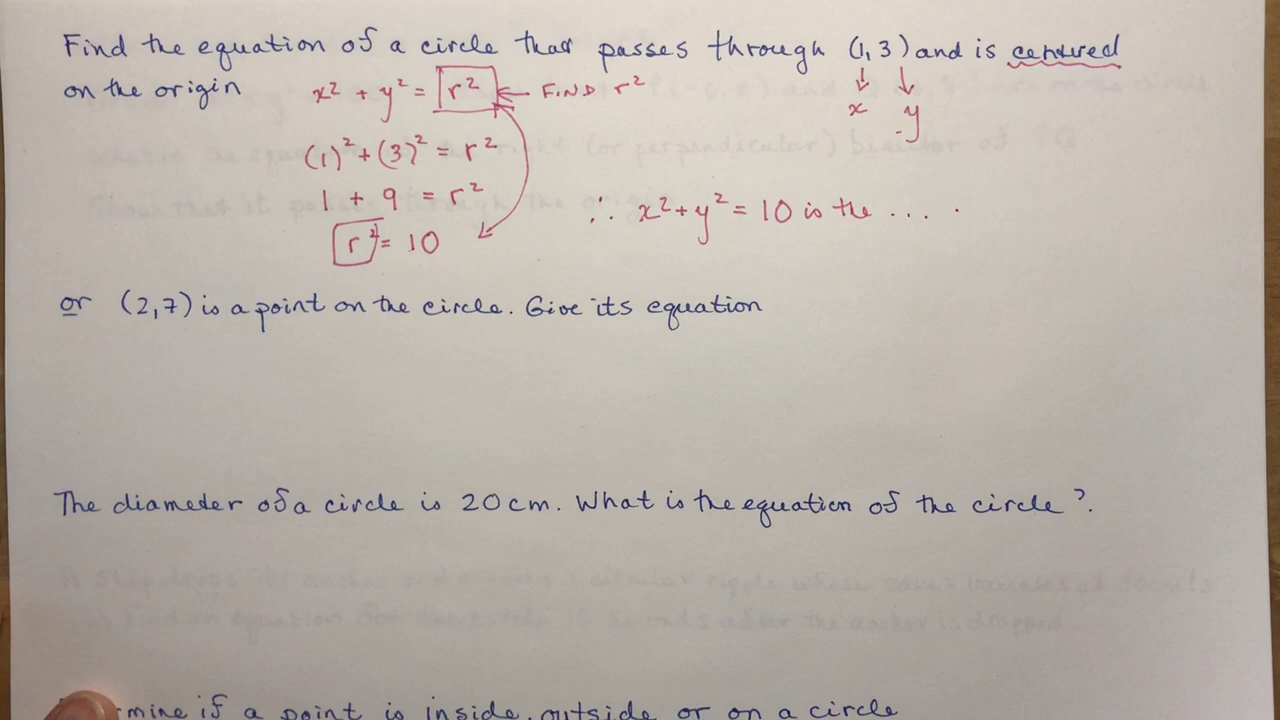 Find the equation of a circle that passes through (1,3) and is centered
on the origin
x² + y² = r² ← FIND r²
x y
(1)² + (3)² = r²
1 + 9 = r²
r² = 10
∴ x² + y² = 10 is the .... .
or (2,7) is a point on the circle. Give its equation
The diameter of a circle is 20cm. What is the equation of the circle?
mine if a point is inside, outside or on a circle